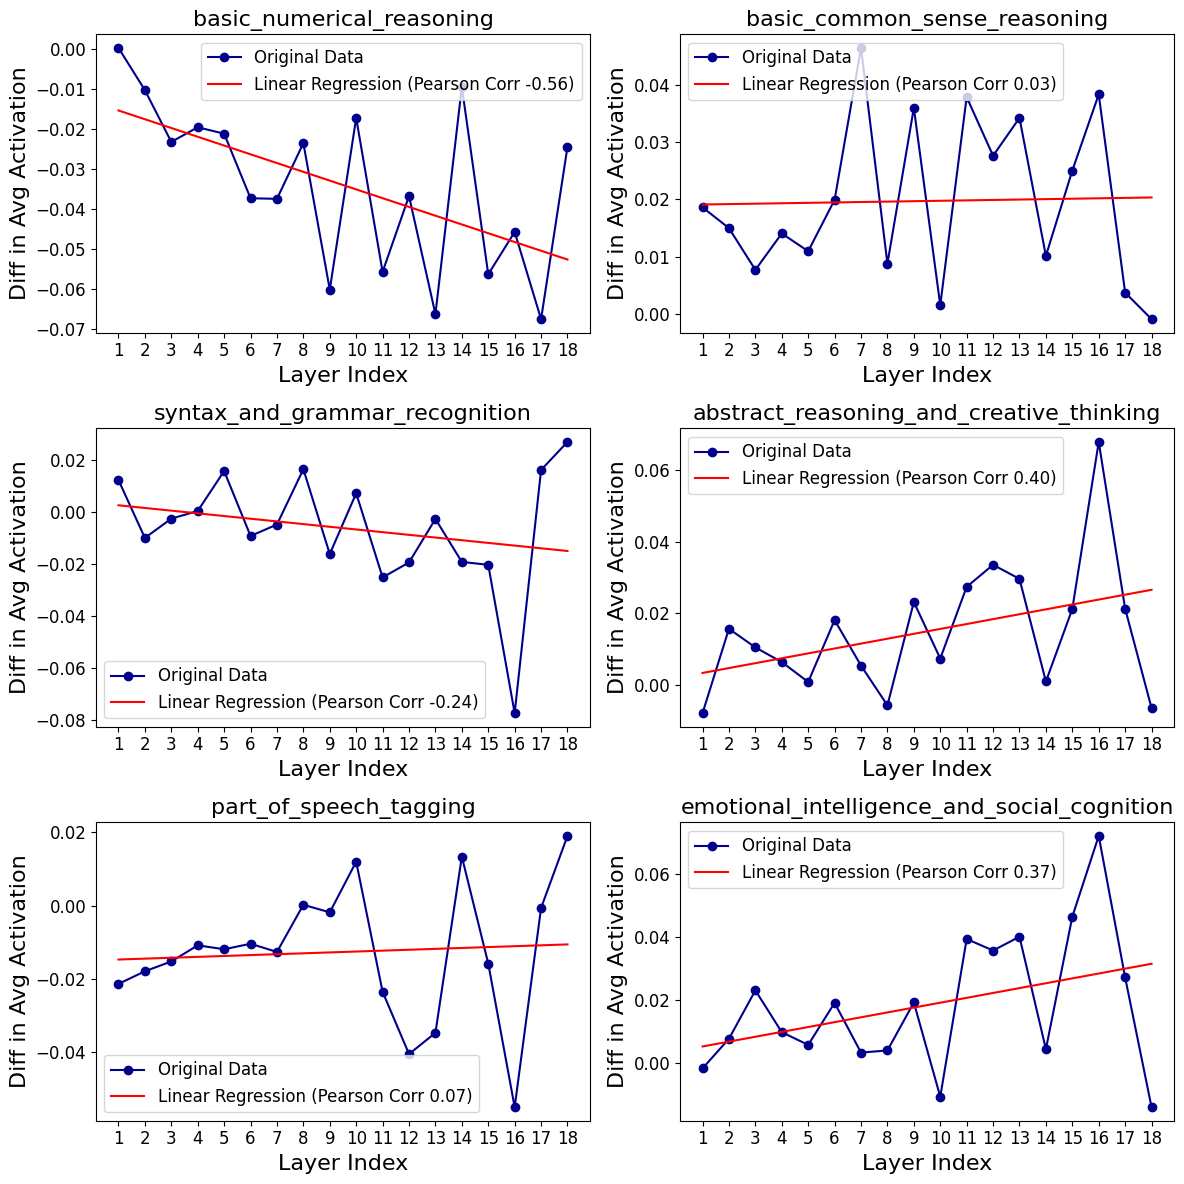 basic_numerical_reasoning
Original Data
Linear Regression (Pearson Corr -0.56)
Diff in Avg Activation
0.00
−0.01
−0.02
−0.03
−0.04
−0.05
−0.06
−0.07
1 2 3 4 5 6 7 8 9 10 11 12 13 14 15 16 17 18
Layer Index
basic_common_sense_reasoning
Original Data
Linear Regression (Pearson Corr 0.03)
Diff in Avg Activation
0.04
0.03
0.02
0.01
0.00
1 2 3 4 5 6 7 8 9 10 11 12 13 14 15 16 17 18
Layer Index
syntax_and_grammar_recognition
Diff in Avg Activation
0.02
0.00
−0.02
−0.04
−0.06
−0.08
Original Data
Linear Regression (Pearson Corr -0.24)
1 2 3 4 5 6 7 8 9 10 11 12 13 14 15 16 17 18
Layer Index
abstract_reasoning_and_creative_thinking
Original Data
Linear Regression (Pearson Corr 0.40)
Diff in Avg Activation
0.06
0.04
0.02
0.00
1 2 3 4 5 6 7 8 9 10 11 12 13 14 15 16 17 18
Layer Index
part_of_speech_tagging
Diff in Avg Activation
0.02
0.00
−0.02
−0.04
Original Data
Linear Regression (Pearson Corr 0.07)
1 2 3 4 5 6 7 8 9 10 11 12 13 14 15 16 17 18
Layer Index
emotional_intelligence_and_social_cognition
Original Data
Linear Regression (Pearson Corr 0.37)
Diff in Avg Activation
0.06
0.04
0.02
0.00
1 2 3 4 5 6 7 8 9 10 11 12 13 14 15 16 17 18
Layer Index